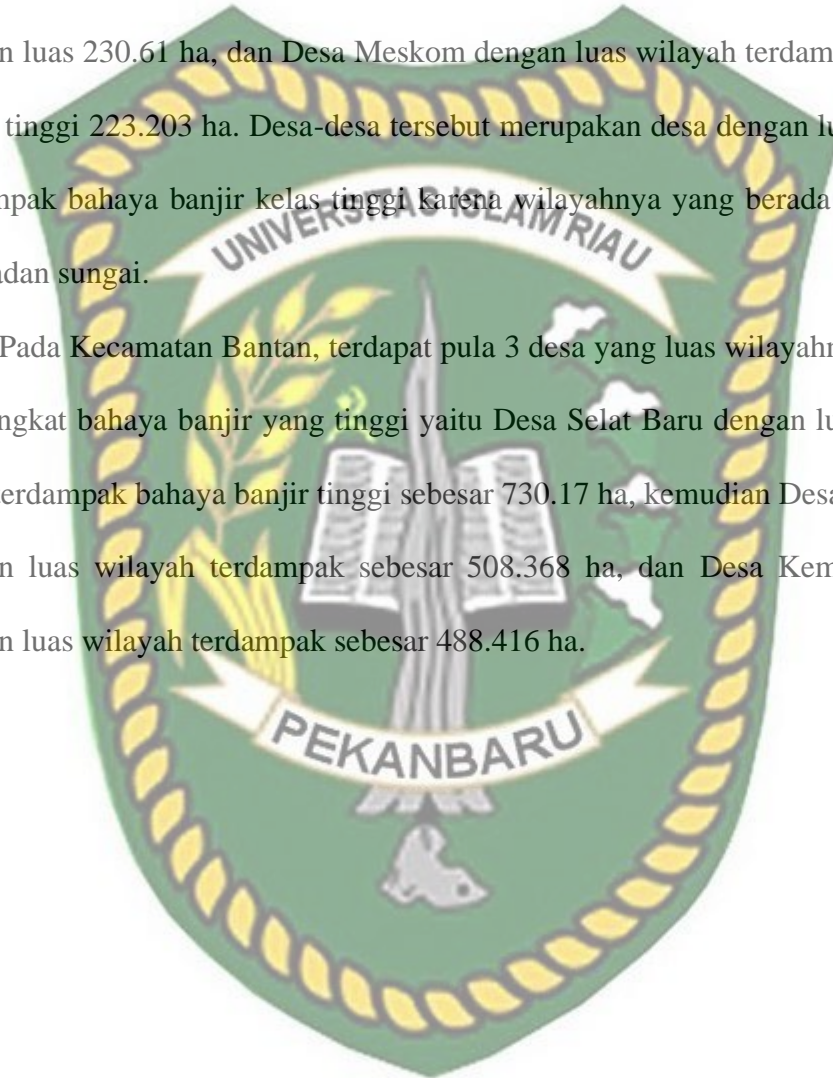 n luas 230.61 ha, dan Desa Meskom dengan luas wilayah terdam
tinggi 223.203 ha. Desa-desa tersebut merupakan desa dengan lu
npak bahaya banjir kelas tinggi karena wilayahnya yang berada
adan sungai.
Pada Kecamatan Bantan, terdapat pula 3 desa yang luas wilayahn
ngkat bahaya banjir yang tinggi yaitu Desa Selat Baru dengan lu
terdampak bahaya banjir tinggi sebesar 730.17 ha, kemudian Desa
n luas wilayah terdampak sebesar 508.368 ha, dan Desa Kem
n luas wilayah terdampak sebesar 488.416 ha.
UNIVERSITAS ISLAM RIAU
PEKANBARU